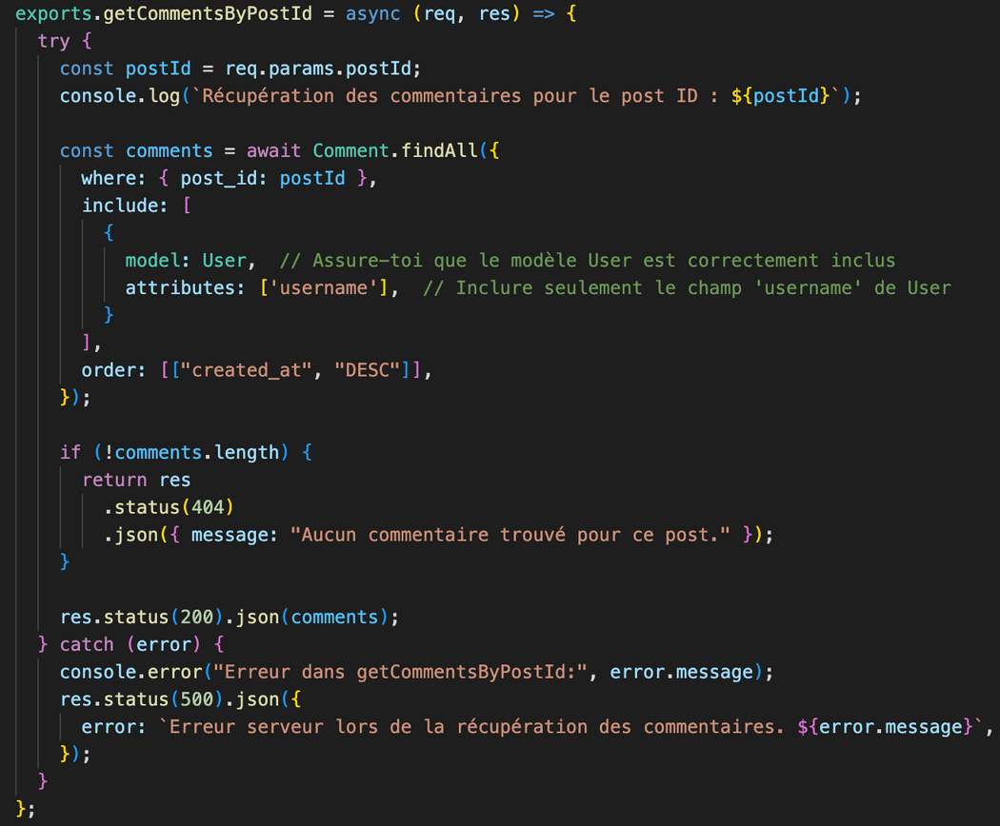 exports.getCommentsByPostId = async (req, res) => {
  try {
    const postId = req.params.postId;
    console.log(`Récupération des commentaires pour le post ID : ${postId}`);

    const comments = await Comment.findAll({
      where: { post_id: postId },
      include: [
        {
          model: User,  // Assure-toi que le modèle User est correctement inclus
          attributes: ['username'],  // Inclure seulement le champ 'username' de User
        }
      ],
      order: [["created_at", "DESC"]],
    });

    if (!comments.length) {
      return res
        .status(404)
        .json({ message: "Aucun commentaire trouvé pour ce post." });
    }

    res.status(200).json(comments);
  } catch (error) {
    console.error("Erreur dans getCommentsByPostId:", error.message);
    res.status(500).json({
      error: `Erreur serveur lors de la récupération des commentaires. ${error.message}`,
    });
  }
};